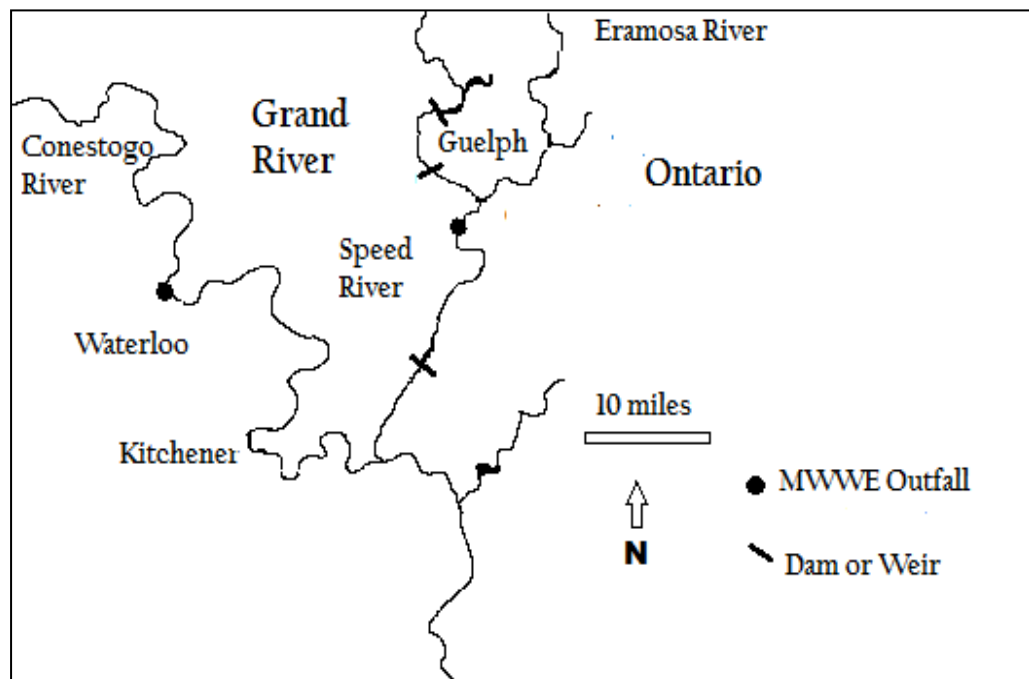 Eramosa River
Grand
River
Conestogo
River
Guelph
Ontario
Speed
River
Waterloo
10 miles
Kitchener
MWWE Outfall
N
Dam or Weir